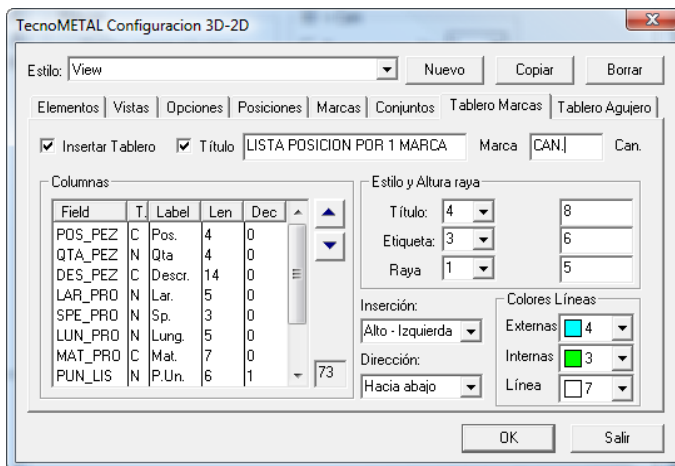 TecnoMETAL Configuracion 3D-2D
Estilo: View Nuevo Copiar Borrar
Elementos Vistas Opciones Posiciones Marcas Conjuntos Tablero Marcas Tablero Agujero
Insertar Tablero Título LISTA POSICION POR 1 MARCA Marca CAN. Can.
Columnas
Field T. Label Len Dec
POS_PEZ C Pos. 4 0
QTA_PEZ N Qta 4 0
DES_PEZ C Descr. 14 0
LAR_PRO N Lar. 5 0
SPE_PRO N Sp. 3 0
LUN_PRO N Lung. 5 0
MAT_PRO C Mat. 7 0
PUN_LIS N P.Un. 6 1
73
Estilo y Altura raya
Título: 4 8
Etiqueta: 3 6
Raya 1 5
Inserción:
Alto - Izquierda
Dirección:
Hacia abajo
Colores Líneas
Externas 4
Internas 3
Línea 7
OK Salir